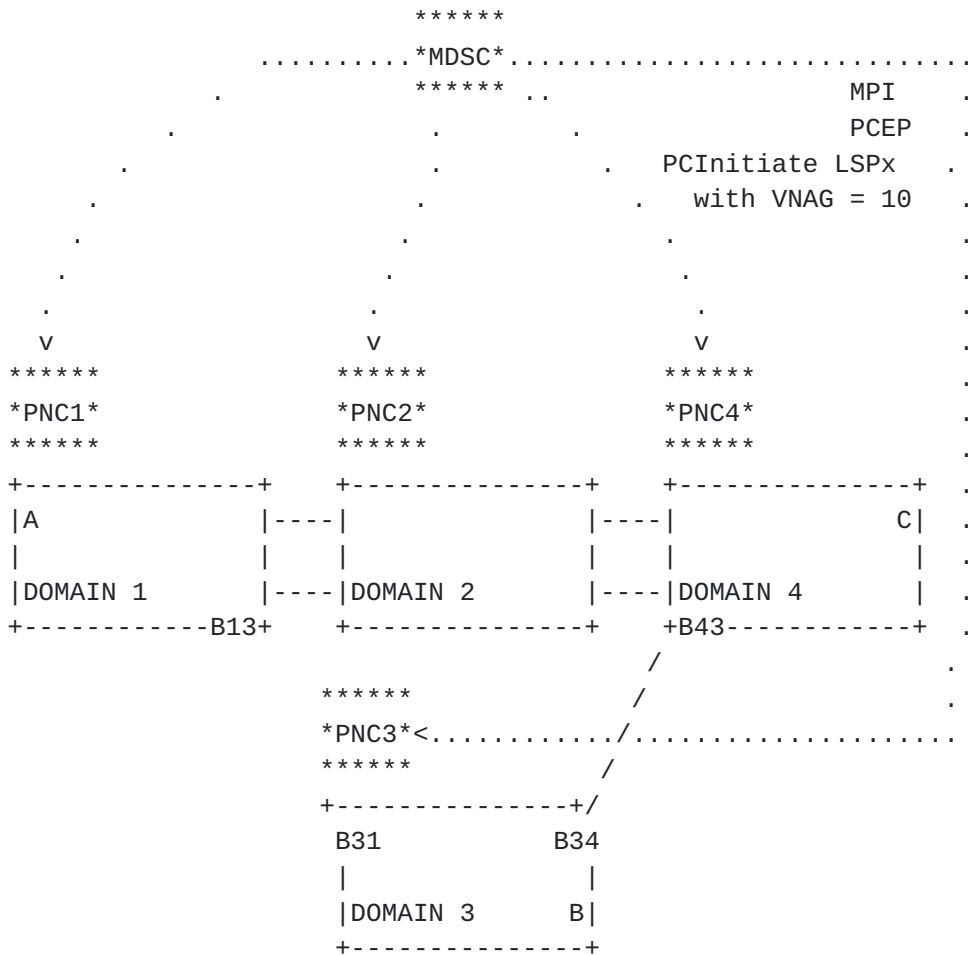 ******
                ..........*MDSC*..............................
             .            ****** ..                   MPI    .
          .                .        .                 PCEP   .
       .                   .          .   PCInitiate LSPx   .
     .                    .             .   with VNAG = 10   .
    .                    .                .                  .
   .                    .                  .                 .
  .                    .                    .                .
  v                    v                    v                .
******               ******               ******             .
*PNC1*               *PNC2*               *PNC4*             .
******               ******               ******             .
+---------------+    +---------------+    +---------------+  .
|A              |----|               |----|              C|  .
|               |    |               |    |               |  .
|DOMAIN 1       |----|DOMAIN 2       |----|DOMAIN 4       |  .
+------------B13+    +---------------+    +B43------------+  .
                                         /                  .
                    ******              /                   .
                    *PNC3*<............/.....................
                    ******            /
                    +---------------+/
                     B31           B34
                     |               |
                     |DOMAIN 3      B|
                     +---------------+